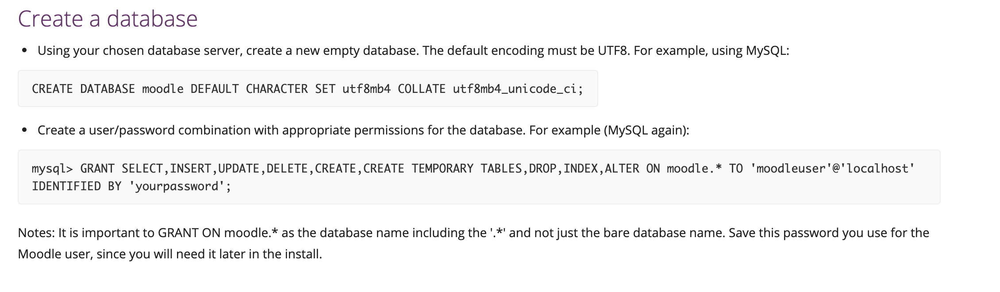 Create a database
• Using your chosen database server, create a new empty database. The default encoding must be UTF8. For example, using MySQL:
CREATE DATABASE moodle DEFAULT CHARACTER SET utf8mb4 COLLATE utf8mb4_unicode_ci;
• Create a user/password combination with appropriate permissions for the database. For example (MySQL again):
mysql> GRANT SELECT,INSERT,UPDATE,DELETE,CREATE,CREATE TEMPORARY TABLES,DROP,INDEX,ALTER ON moodle.* TO 'moodleuser'@'localhost'
IDENTIFIED BY 'yourpassword';
Notes: It is important to GRANT ON moodle.* as the database name including the '.*' and not just the bare database name. Save this password you use for the
Moodle user, since you will need it later in the install.